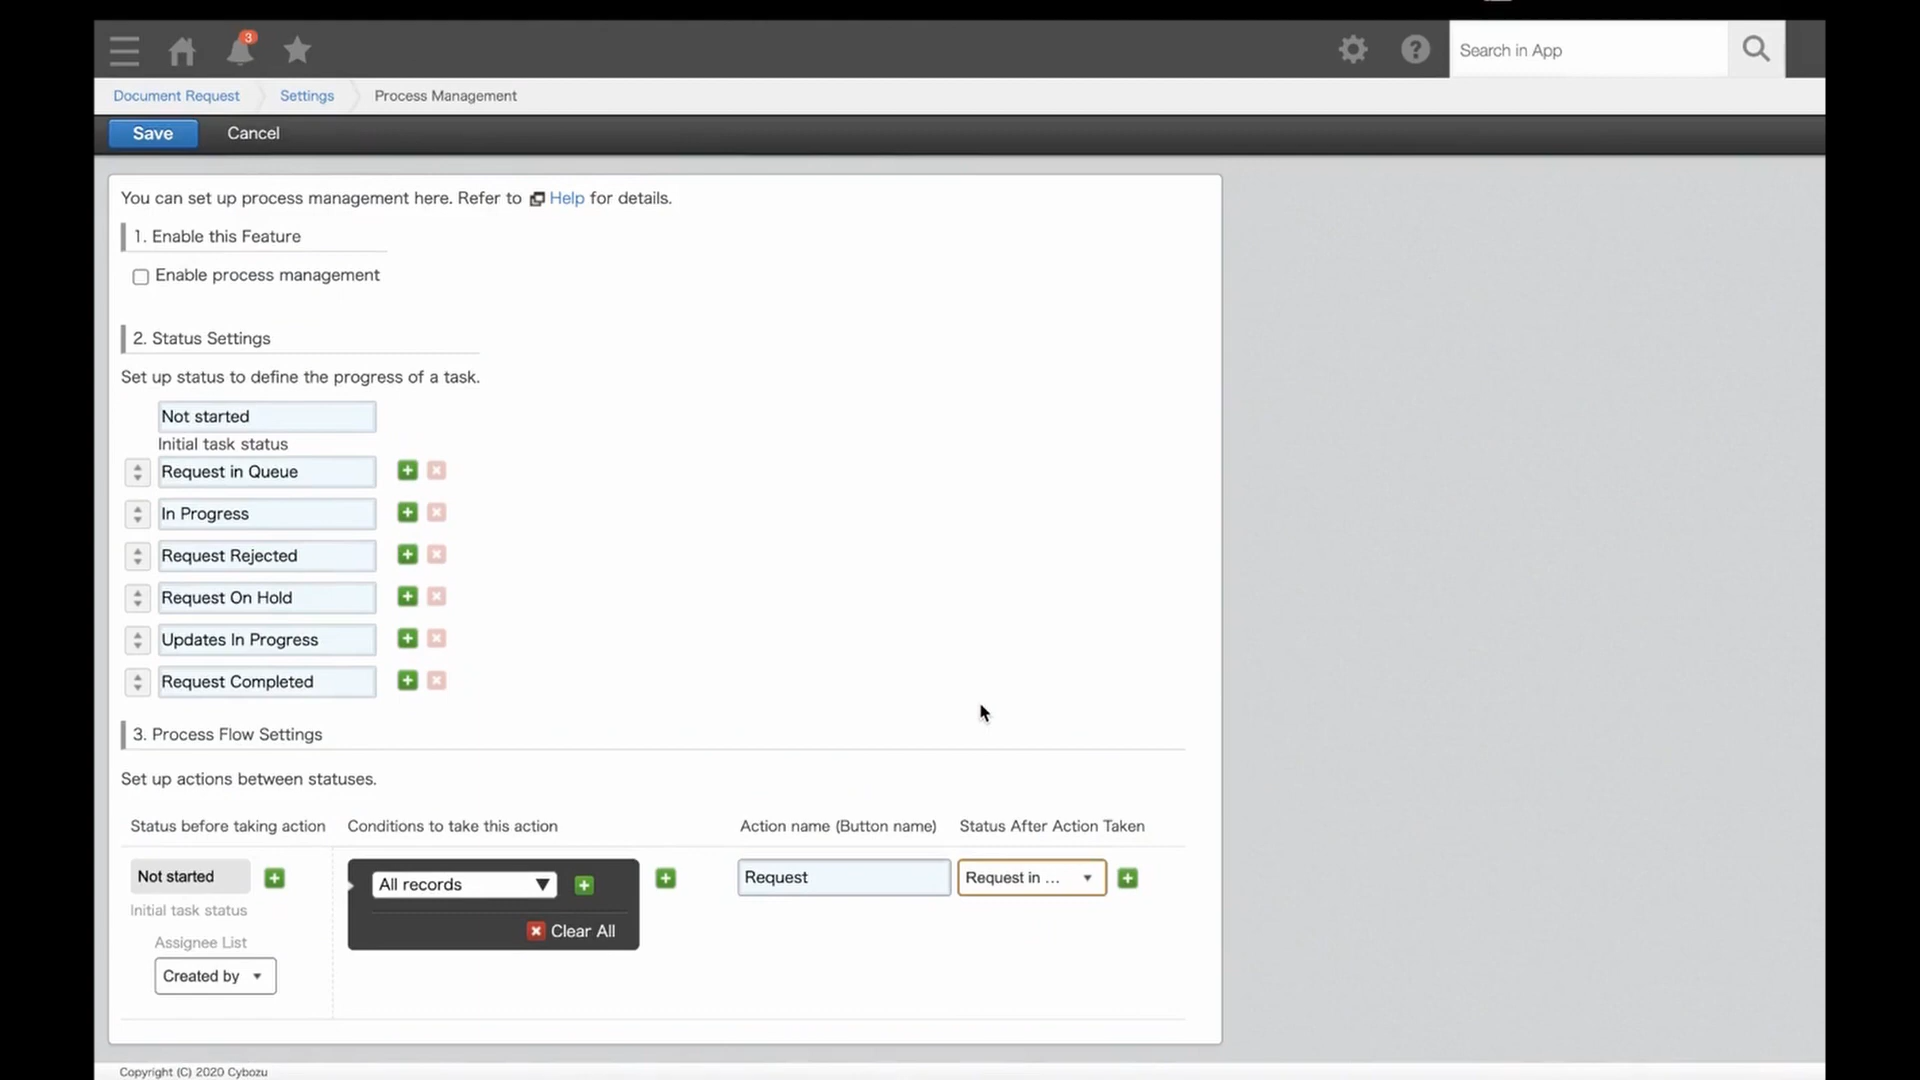 3
Search in App
Document Request Settings Process Management
Save Cancel
You can set up process management here. Refer to Help for details.
1. Enable this Feature
Enable process management
2. Status Settings
Set up status to define the progress of a task.
Not started
Initial task status
Request in Queue
In Progress
Request Rejected
Request On Hold
Updates In Progress
Request Completed
3. Process Flow Settings
Set up actions between statuses.
Status before taking action Conditions to take this action Action name (Button name) Status After Action Taken
Not started All records Request Request in ...
Initial task status
Clear All
Assignee List
Created by
Copyright (C) 2020 Cybozu